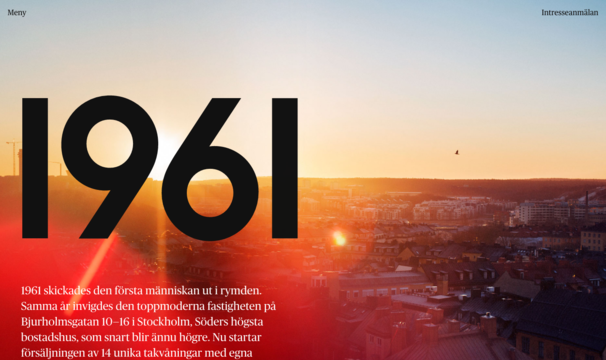 Meny
Intresseanmälan
1961
1961 skickades den första människan ut i rymden.
Samma år invigdes den toppmoderna fastigheten på
Bjurholmsgatan 10–16 i Stockholm, Söders högsta
bostadshus, som snart blir ännu högre. Nu startar
försäljningen av 14 unika takvåningar med egna